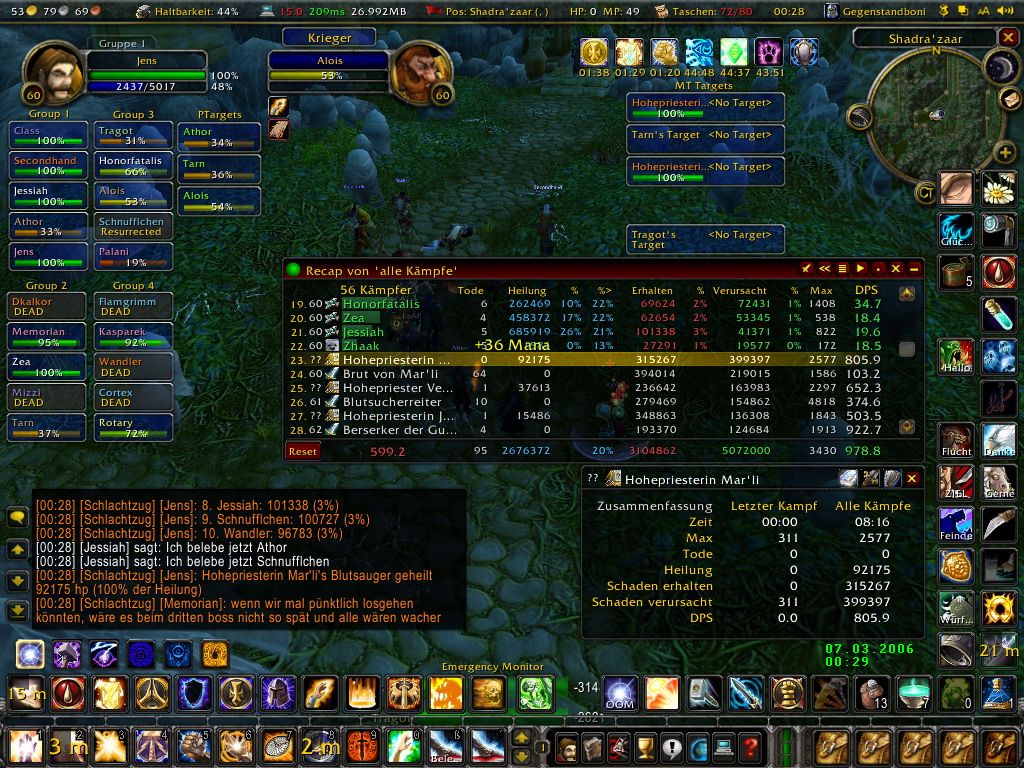 53 79 69 Haltbarkeit: 44% 15.0 209ms 26.992MB Pos: Shadra'zaar (,) HP: 0 MP: 49 Taschen: 72/80 00:28 Gegenstandboni
Gruppe 1
Jens
100%
2437/5017 48%
60
Krieger
Alois
53%
60
01:38 01:29 01:20 44:48 44:37 43:51
MT Targets
Hohepriesteri... <No Target>
100%
Tarn's Target <No Target>
Hohepriesteri... <No Target>
100%
Tragot's Target <No Target>
Shadra'zaar
N
CT
Group 1
Class
100%
Secondhand
100%
Jessiah
100%
Athor
33%
Jens
100%
Group 3
Tragot
31%
Honorfatalis
66%
Alois
53%
Schnufflchen
Resurrected
Palani
19%
PTargets
Athor
34%
Tarn
36%
Alois
54%
Group 2
Dkalkor
DEAD
Memorian
95%
Zea
100%
Mizzi
DEAD
Tarn
37%
Group 4
Flamgrimm
DEAD
Kasparek
92%
Wandler
DEAD
Cortex
DEAD
Rotary
72%
Secondhand
Recap von 'alle Kämpfe'
56 Kämpfer Tode Heilung % %> Erhalten % Verursacht % Max DPS
19. 60 Honorfatalis 6 262469 10% 22% 69624 2% 72431 1% 1408 34.7
20. 60 Zea 4 458372 17% 22% 62654 2% 53345 1% 538 18.4
21. 60 Jessiah 5 685919 26% 21% 101338 3% 41371 1% 822 19.6
22. 60 Zhaak 0% 13% 27291 1% 19577 0% 172 18.5
+36 Mana
23. ?? Hohepriesterin ... 0 92175 315267 399397 2577 805.9
24. 60 Brut von Mar'li 64 0 394014 219015 1586 103.2
25. ?? Hohepriester Ve... 1 37613 236642 163983 2297 652.3
26. 61 Blutsucherreiter 10 0 279469 154862 4818 374.6
27. ?? Hohepriesterin J... 1 15486 348863 136308 1843 503.5
28. 62 Berserker der Gu... 4 0 193370 124684 1913 922.7
Reset 599.2 95 2676372 20% 3104862 5072000 3430 978.8
?? Hohepriesterin Mar'li
Zusammenfassung Letzter Kampf Alle Kämpfe
Zeit 00:00 08:16
Max 311 2577
Tode 0 0
Heilung 0 92175
Schaden erhalten 0 315267
Schaden verursacht 311 399397
DPS 0.0 805.9
[00:28] [Schlachtzug] [Jens]: 8. Jessiah: 101338 (3%)
[00:28] [Schlachtzug] [Jens]: 9. Schnufflchen: 100727 (3%)
[00:28] [Schlachtzug] [Jens]: 10. Wandler: 96783 (3%)
[00:28] [Jessiah] sagt: Ich belebe jetzt Athor
[00:28] [Jessiah] sagt: Ich belebe jetzt Schnufflchen
[00:28] [Schlachtzug] [Jens]: Hohepriesterin Mar'li's Blutsauger geheilt
92175 hp (100% der Heilung)
[00:28] [Schlachtzug] [Memorian]: wenn wir mal pünktlich losgehen
könnten, wäre es beim dritten boss nicht so spät und alle wären wacher
5
Hallo
Flucht Danke
ZIEL Gerne
Feinde
Würf...
21 m
07.03.2006
00:29
Emergency Monitor
15 m
-314
OOM
13 7 0
3 m 2 m
Bele...